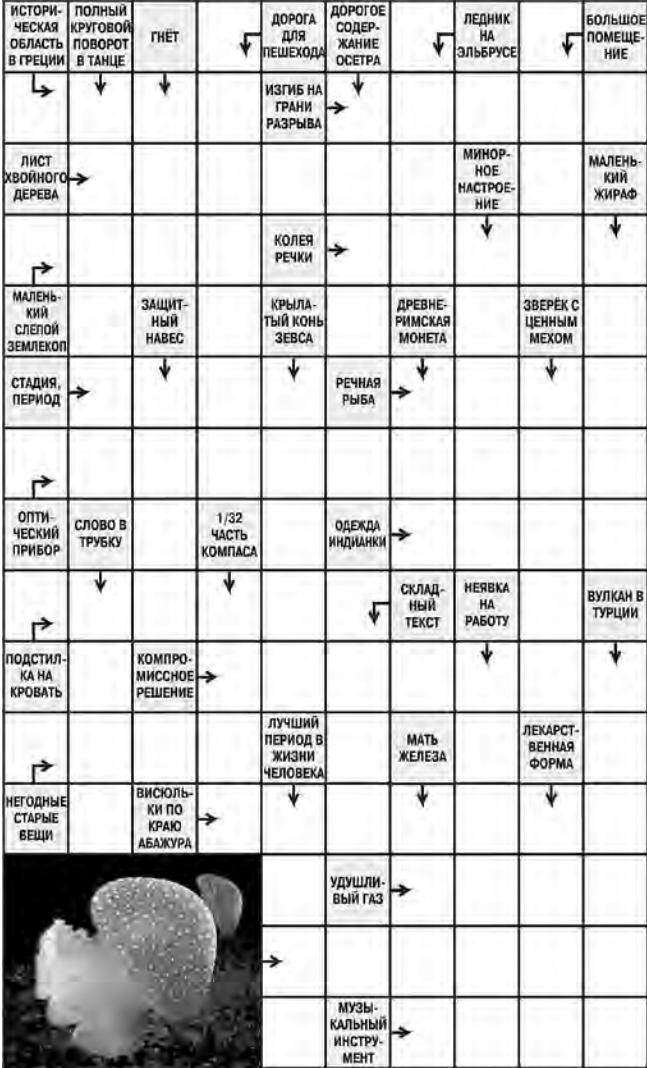 ИСТОРИ-
ЧЕСКАЯ
ОБЛАСТЬ
В ГРЕЦИИ
ПОЛНЫЙ
КРУГОВОЙ
ПОВОРОТ
В ТАНЦЕ
ГНЁТ
ДОРОГА
ДЛЯ
ПЕШЕХОДА
ДОРОГОЕ
СОДЕР-
ЖАНИЕ
ОСЕТРА
ЛЕДНИК
НА
ЭЛЬБРУСЕ
БОЛЬШОЕ
ПОМЕЩЕ-
НИЕ
ИЗГИБ НА
ГРАНИ
РАЗРЫВА
ЛИСТ
ХВОЙНОГО
ДЕРЕВА
МИНОР-
НОЕ
НАСТРОЕ-
НИЕ
МАЛЕНЬ-
КИЙ
ЖИРАФ
КОЛЕЯ
РЕЧКИ
МАЛЕНЬ-
КИЙ
СЛЕПОЙ
ЗЕМЛЕКОП
ЗАЩИТ-
НЫЙ
НАВЕС
КРЫЛА-
ТЫЙ КОНЬ
ЗЕВСА
ДРЕВНЕ-
РИМСКАЯ
МОНЕТА
ЗВЕРЁК С
ЦЕННЫМ
МЕХОМ
СТАДИЯ,
ПЕРИОД
РЕЧНАЯ
РЫБА
ОПТИ-
ЧЕСКИЙ
ПРИБОР
СЛОВО В
ТРУБКУ
1/32
ЧАСТЬ
КОМПАСА
ОДЕЖДА
ИНДИАНКИ
СКЛАД-
НЫЙ
ТЕКСТ
НЕЯВКА
НА
РАБОТУ
ВУЛКАН В
ТУРЦИИ
ПОДСТИЛ-
КА НА
КРОВАТЬ
КОМПРО-
МИССНОЕ
РЕШЕНИЕ
ЛУЧШИЙ
ПЕРИОД В
ЖИЗНИ
ЧЕЛОВЕКА
МАТЬ
ЖЕЛЕЗА
ЛЕКАРСТ-
ВЕННАЯ
ФОРМА
НЕГОДНЫЕ
СТАРЫЕ
ВЕЩИ
ВИСЮЛЬ-
КИ ПО
КРАЮ
АБАЖУРА
УДУШЛИ-
ВЫЙ ГАЗ
МУЗЫ-
КАЛЬНЫЙ
ИНСТРУ-
МЕНТ